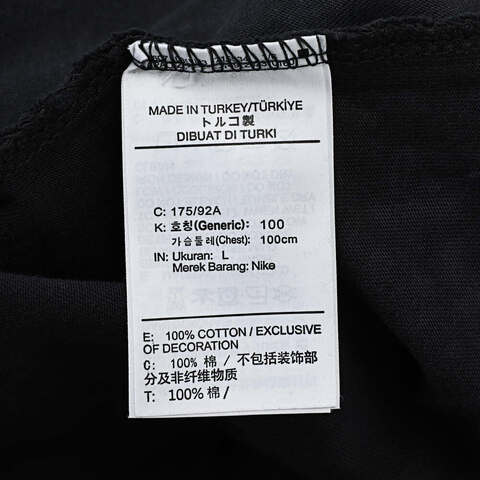 MADE IN TURKEY/TÜRKİYE
トルコ製
DIBUAT DI TURKI
C: 175/92A
K: 호칭(Generic): 100
가슴둘레(Chest): 100cm
IN: Ukuran: L
Merek Barang: Nike
E: 100% COTTON / EXCLUSIVE
OF DECORATION
C: 100% 棉 / 不包括装饰部
分及非纤维物质
T: 100% 棉 /